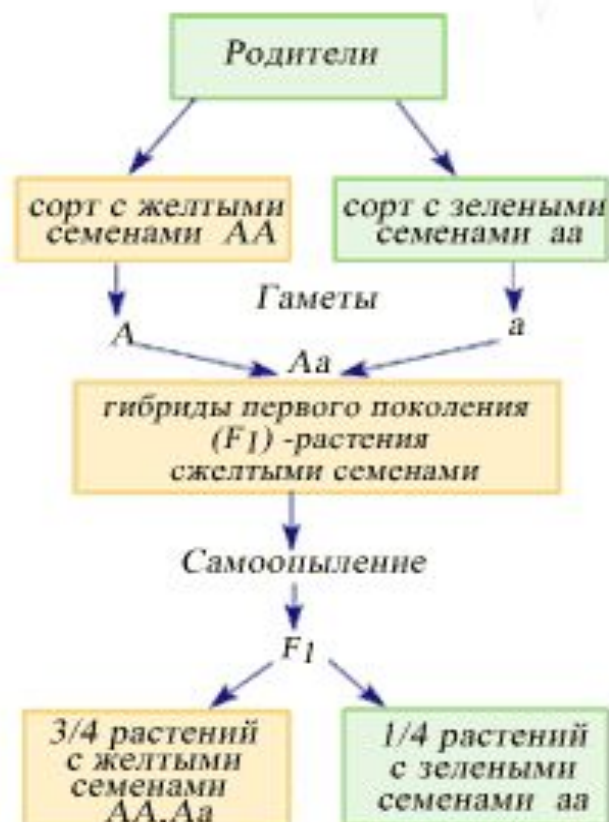 Родители
сорт с желтыми
семенами АА
сорт с зелеными
семенами аа
Гаметы
А
а
Аа
гибриды первого поколения
(F1) -растения
сжелтыми семенами
Самоопыление
F1
3/4 растений
с желтыми
семенами
АА,Аа
1/4 растений
с зелеными
семенами аа